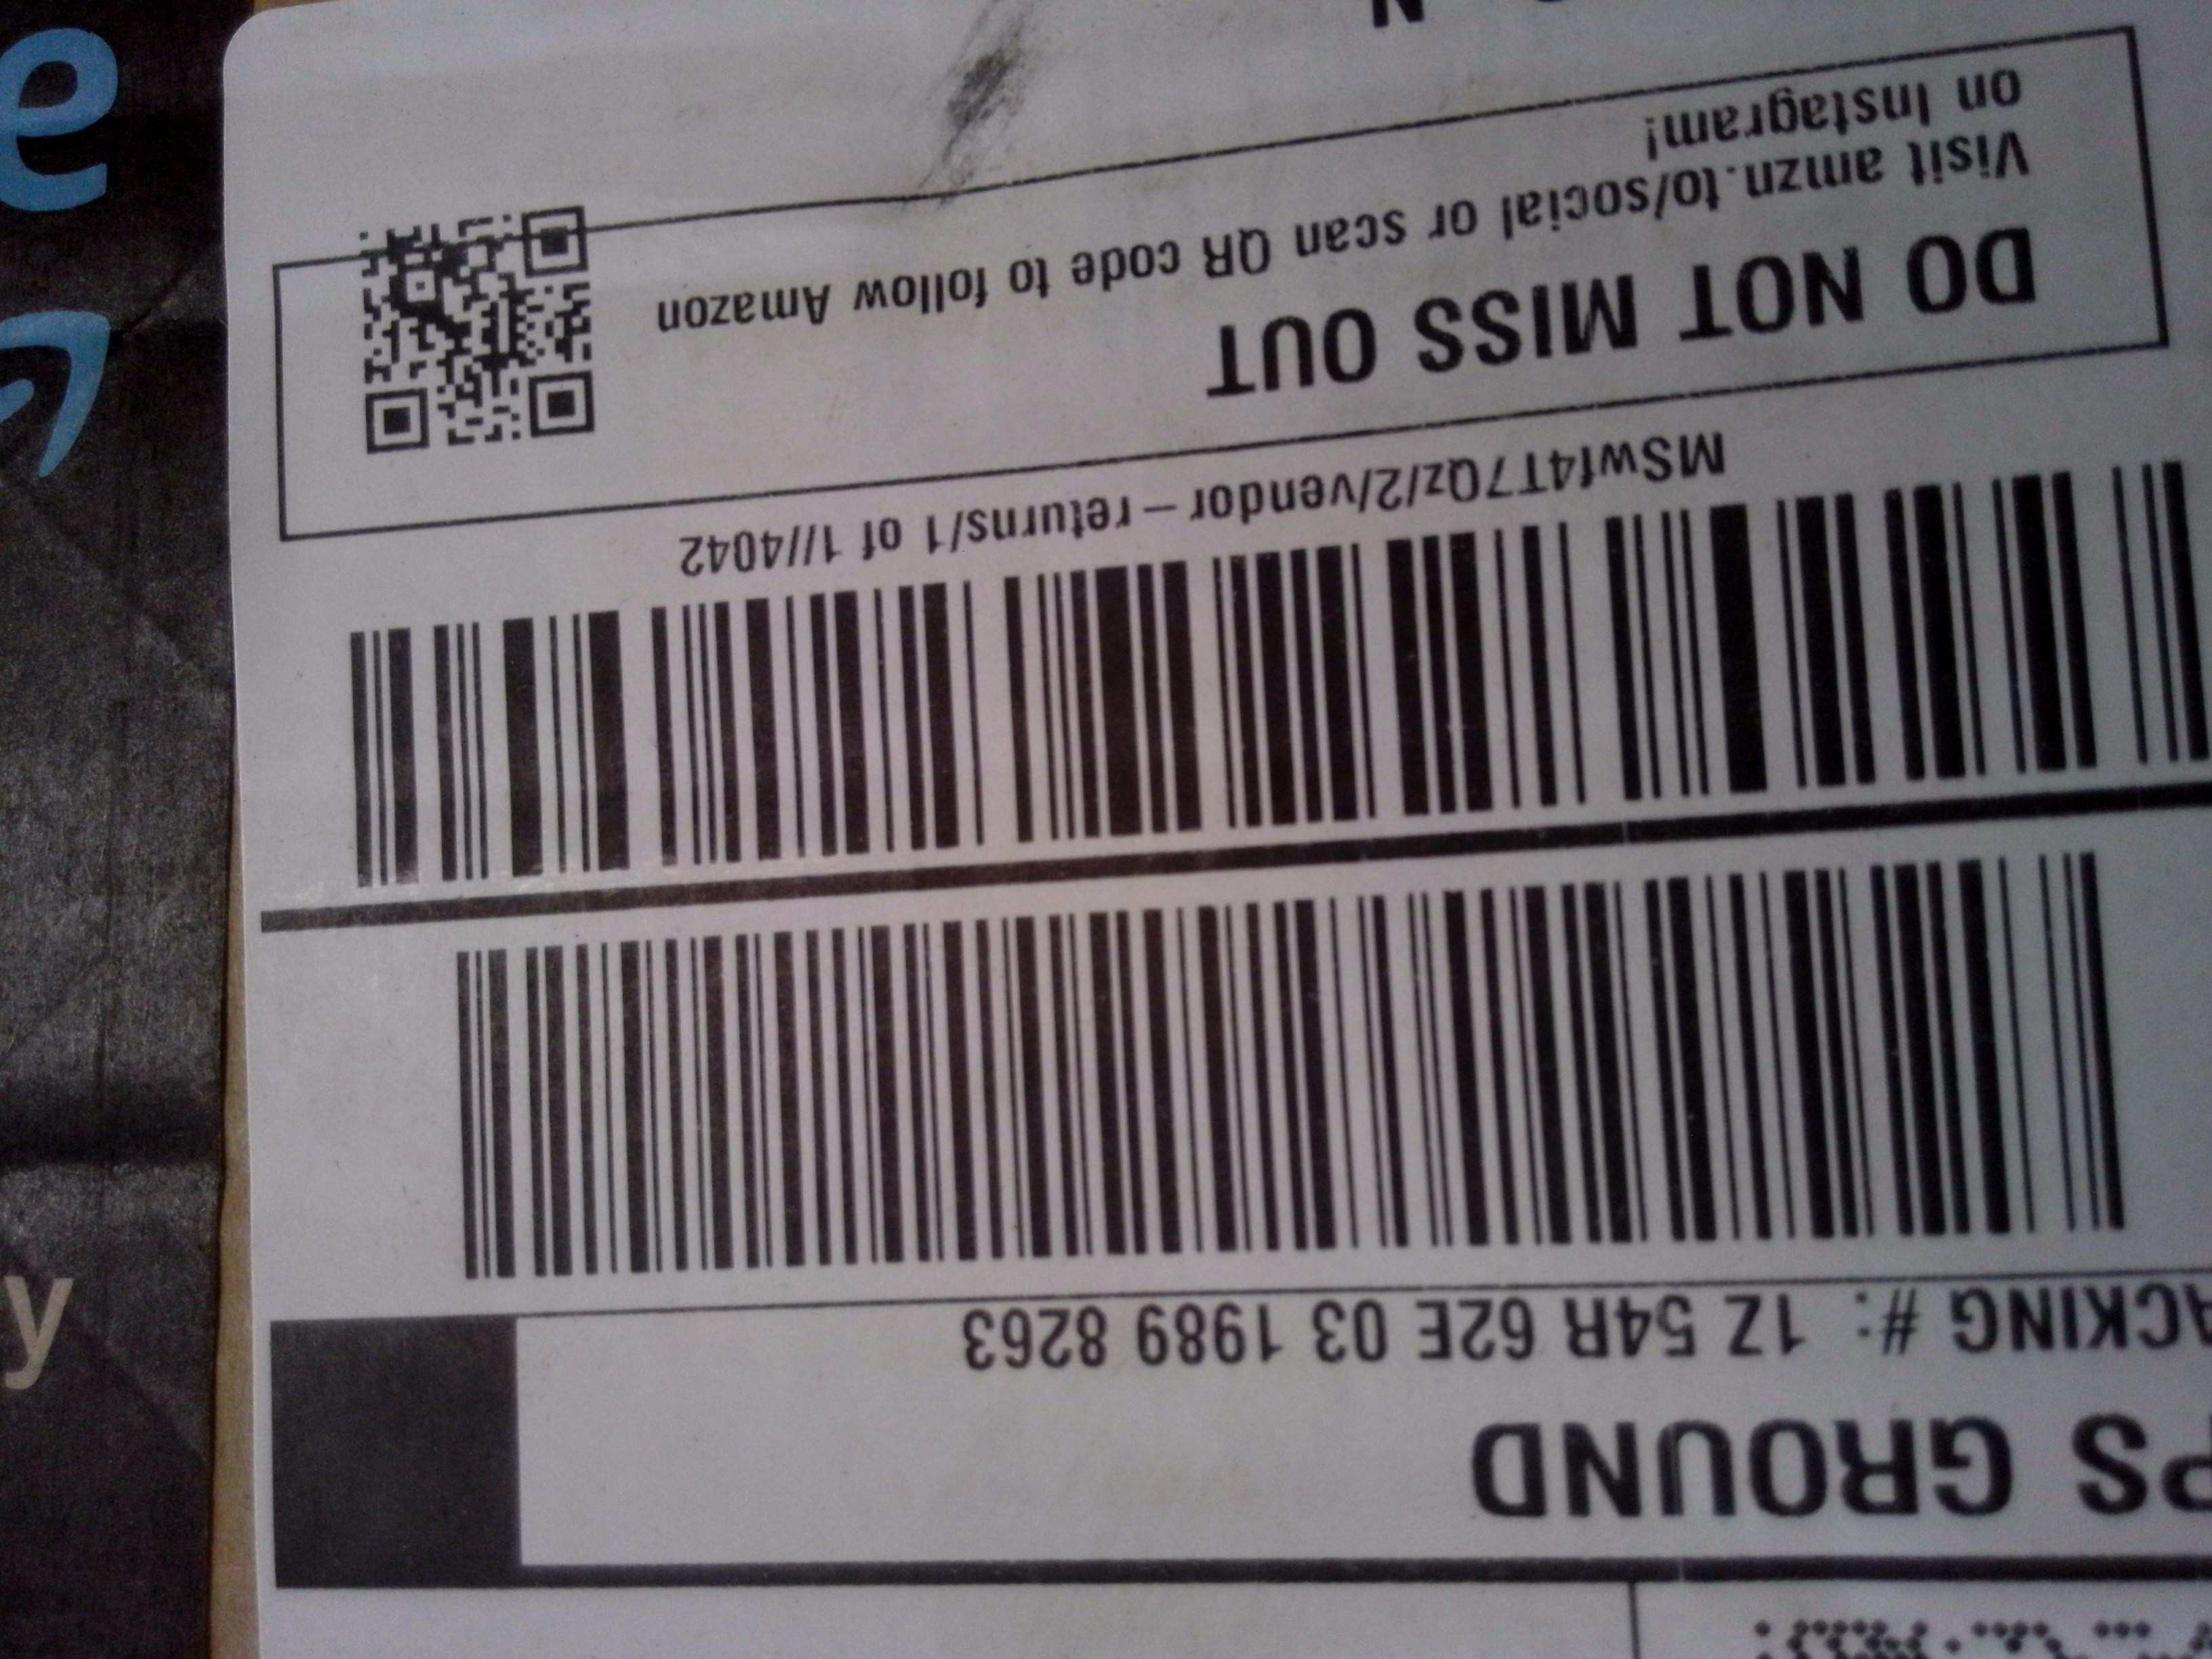 PS GROUND
ACKING #: 1Z 54R 62E 03 1989 8263
MSwf4T7Qz/2/vendor-returns/1 of 1//4042
DO NOT MISS OUT
Visit amzn.to/social or scan QR code to follow Amazon
on Instagram!
N
e
y